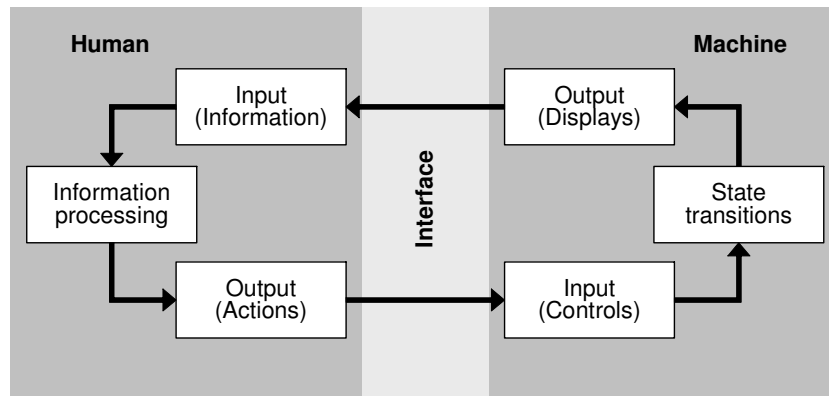 Human
Machine
Input
(Information)
Output
(Displays)
Information
processing
Interface
State
transitions
Output
(Actions)
Input
(Controls)